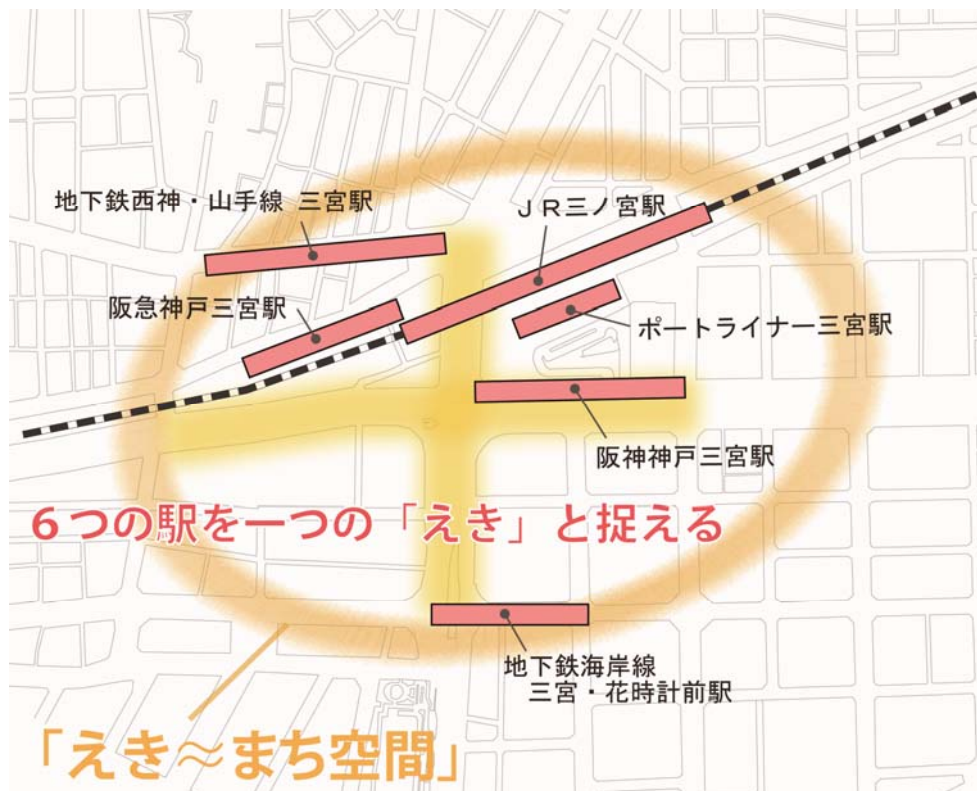 地下鉄西神・山手線 三宮駅
ＪＲ三ノ宮駅
阪急神戸三宮駅
ポートライナー三宮駅
阪神神戸三宮駅
６つの駅を一つの「えき」と捉える
地下鉄海岸線
三宮・花時計前駅
「えき～まち空間」